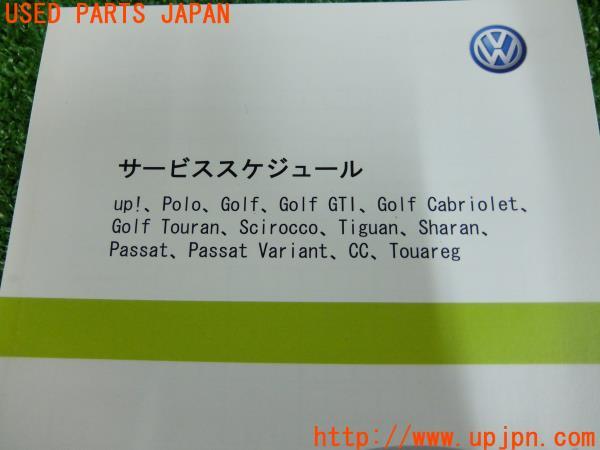 USED PARTS JAPAN
サービススケジュール
up!、Polo、Golf、Golf GTI、Golf Cabriolet、
Golf Touran、Scirocco、Tiguan、Sharan、
Passat、Passat Variant、CC、Touareg
http://www.upjpn.com